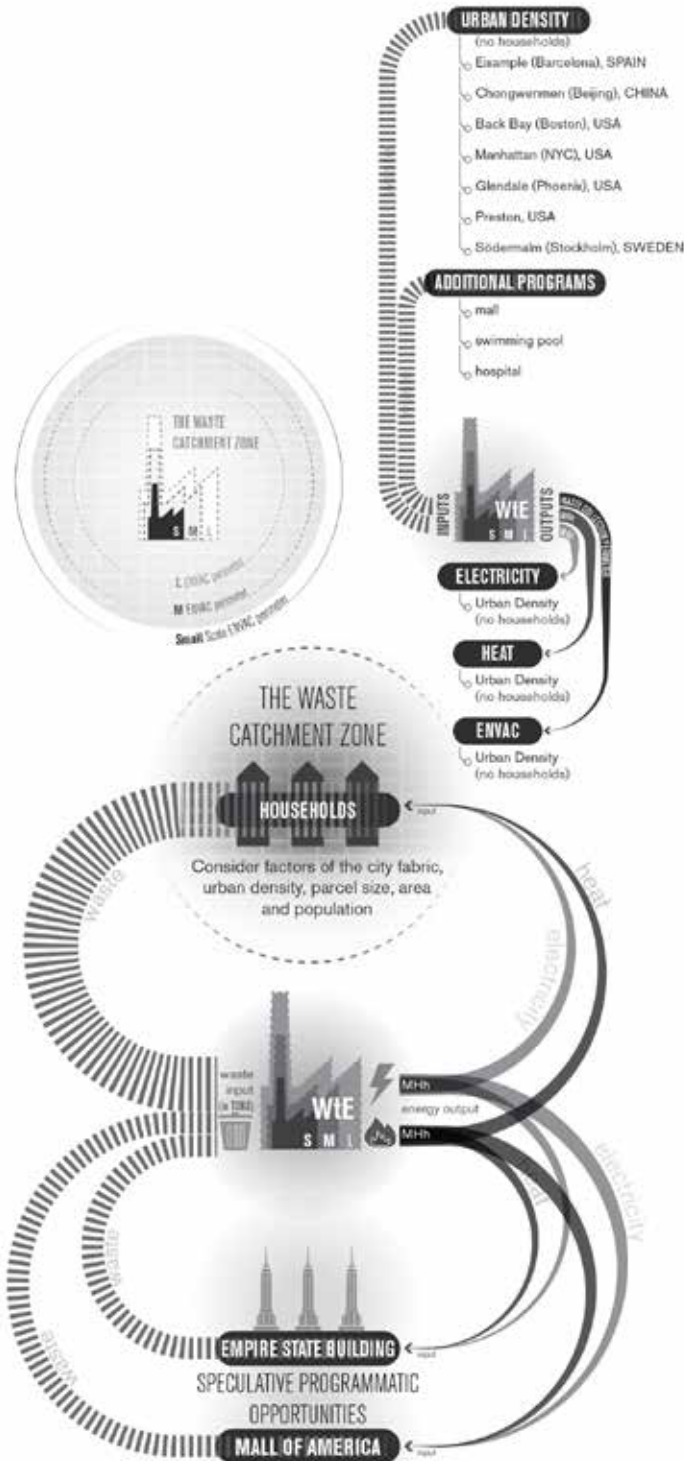 URBAN DENSITY
(no households)
Eixample (Barcelona), SPAIN
Chongwenmen (Beijing), CHINA
Back Bay (Boston), USA
Manhattan (NYC), USA
Glendale (Phoenix), USA
Preston, USA
Södermalm (Stockholm), SWEDEN
ADDITIONAL PROGRAMS
mall
swimming pool
hospital
THE WASTE
CATCHMENT ZONE
S M L
L ENVAC perimeter
M ENVAC perimeter
Small Scale ENVAC perimeter
INPUTS
WtE
S M L
OUTPUTS
ELECTRICITY
Urban Density
(no households)
HEAT
Urban Density
(no households)
ENVAC
Urban Density
(no households)
THE WASTE
CATCHMENT ZONE
HOUSEHOLDS
input
Consider factors of the city fabric,
urban density, parcel size, area
and population
waste
heat
electricity
waste
input
(in TONS)
WtE
S M L
MHh
energy output
MHh
waste
heat
electricity
waste
EMPIRE STATE BUILDING
input
SPECULATIVE PROGRAMMATIC
OPPORTUNITIES
MALL OF AMERICA
input